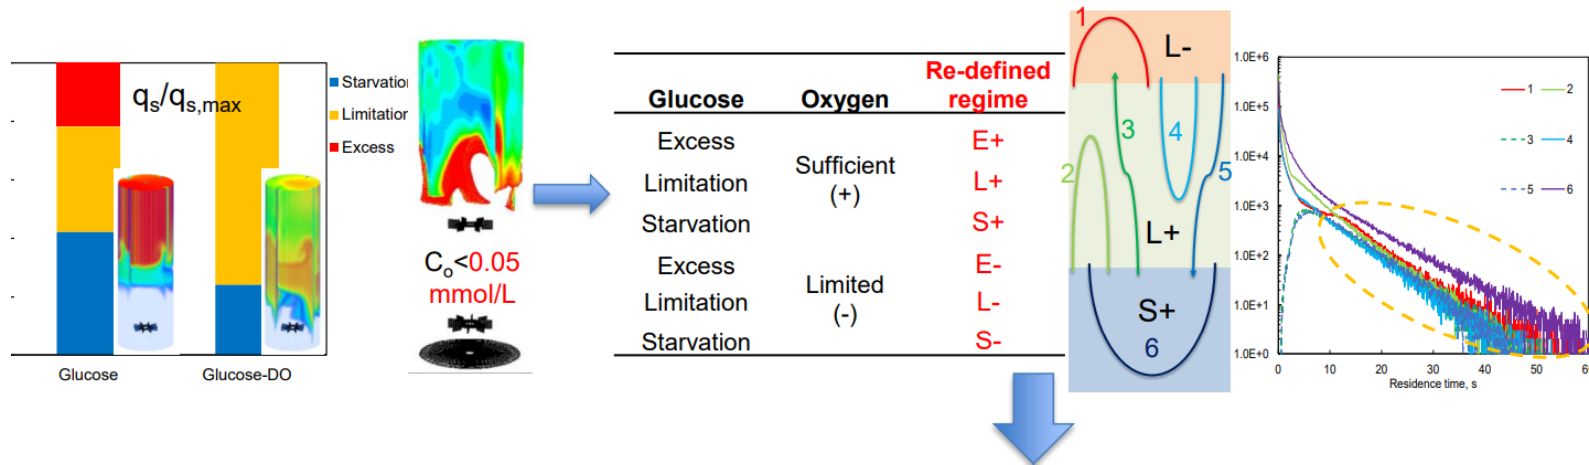 qs/qs,max
Starvation
Limitation
Excess
Glucose
Glucose-DO
Co<0.05
mmol/L
Glucose Oxygen Re-defined
regime
Excess E+
Sufficient
(+)
Limitation L+
Starvation S+
Excess E-
Limited
(-)
Limitation L-
Starvation S-
1
L-
3
4
2
5
L+
S+
6
1.0E+6
1.0E+5
1.0E+4
1.0E+3
1.0E+2
1.0E+1
1.0E+0
1 2
3 4
5 6
0 10 20 30 40 50 60
Residence time, s